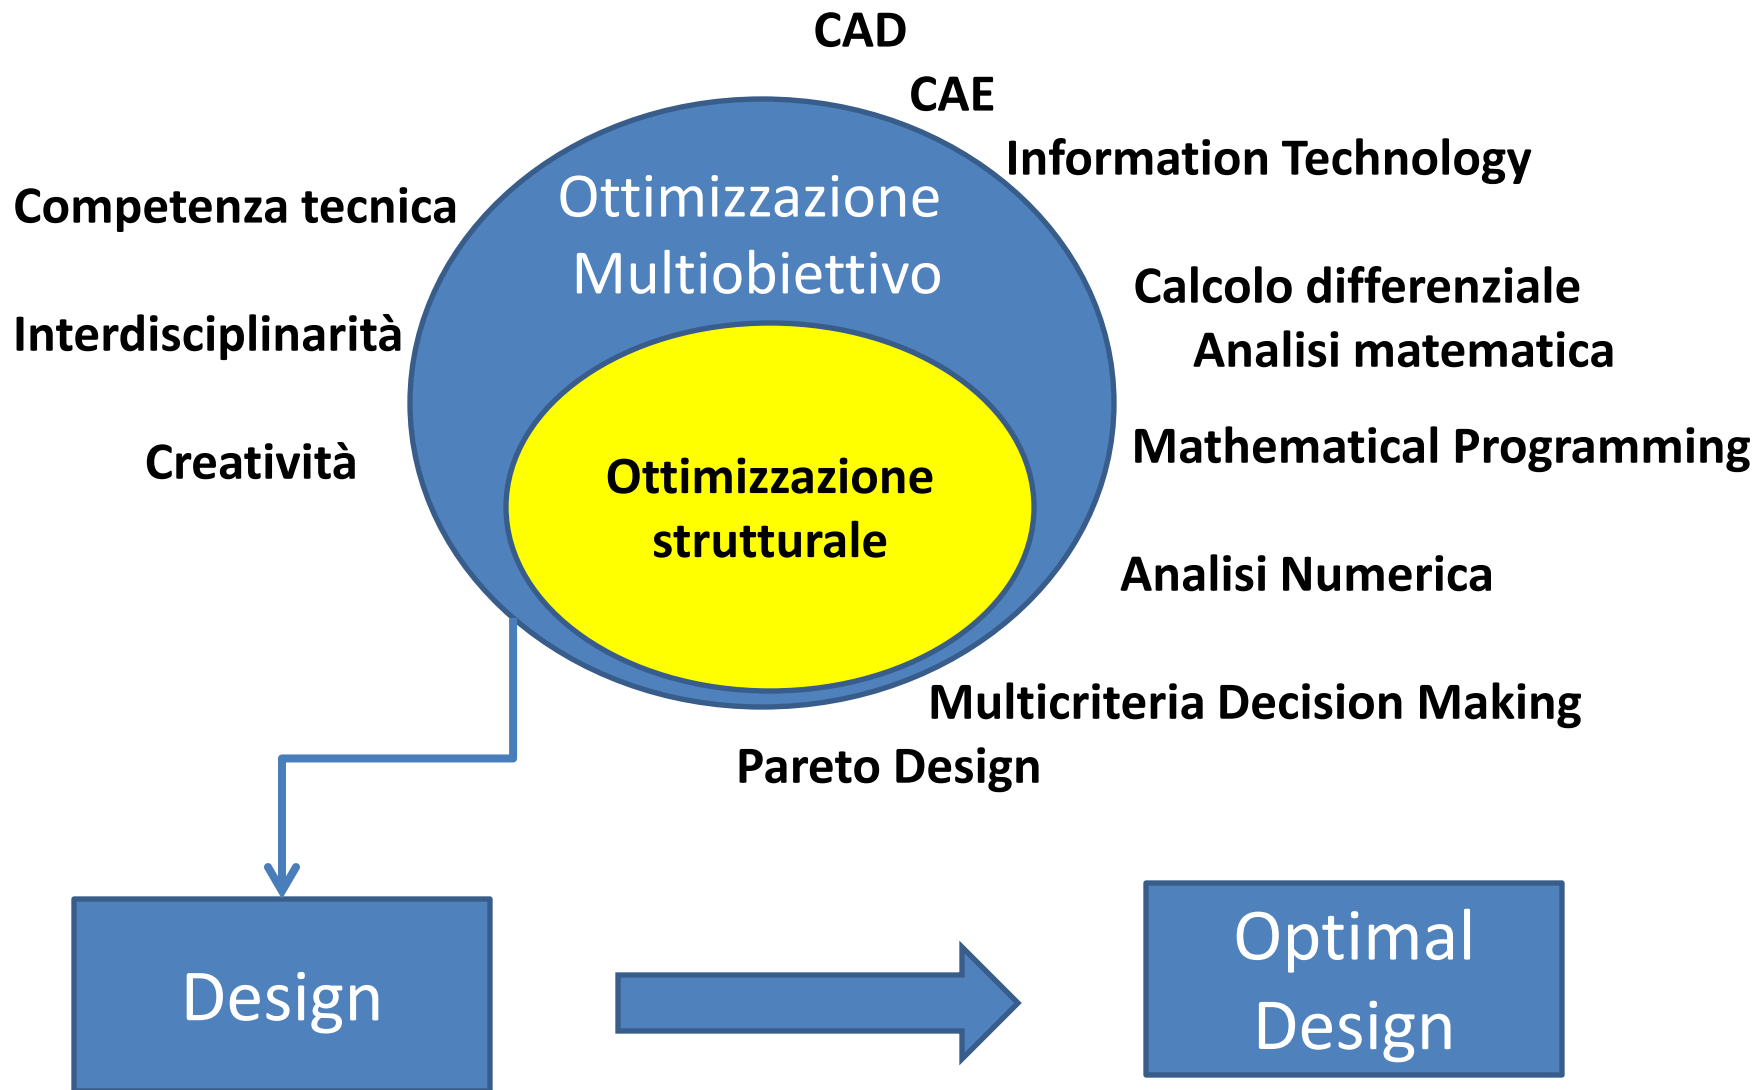 CAD
CAE
Information Technology
Competenza tecnica
Ottimizzazione
Multiobiettivo
Calcolo differenziale
Interdisciplinarità
Analisi matematica
Mathematical Programming
Creatività
Ottimizzazione
strutturale
Analisi Numerica
Multicriteria Decision Making
Pareto Design
Design
Optimal
Design